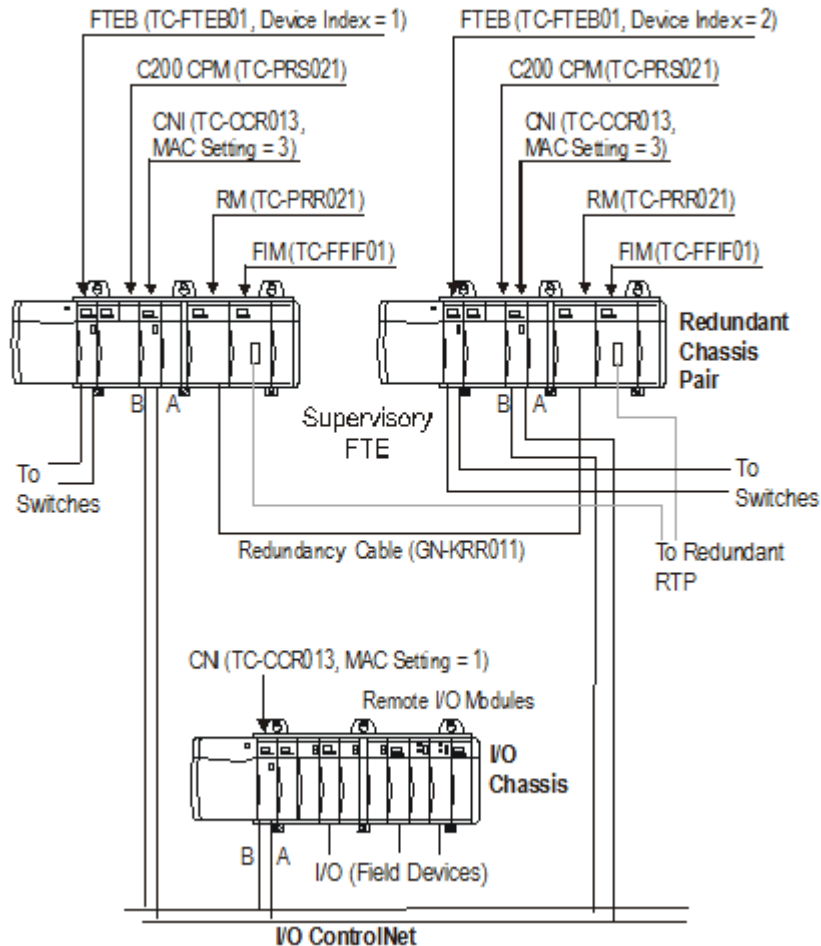 FTEB (TC-FTEB01, Device Index = 1)
FTEB (TC-FTEB01, Device Index = 2)
C200 CPM (TC-PRS021)
C200 CPM (TC-PRS021)
CNI (TC-CCR013,
MAC Setting = 3)
CNI (TC-CCR013,
MAC Setting = 3)
RM (TC-PRR021)
RM (TC-PRR021)
FIM (TC-FFIF01)
FIM (TC-FFIF01)
Redundant
Chassis
Pair
B A
B A
Supervisory
FTE
To
Switches
To
Switches
Redundancy Cable (GN-KRR011)
To Redundant
RTP
CNI (TC-CCR013, MAC Setting = 1)
Remote I/O Modules
I/O
Chassis
B A
I/O (Field Devices)
I/O ControlNet